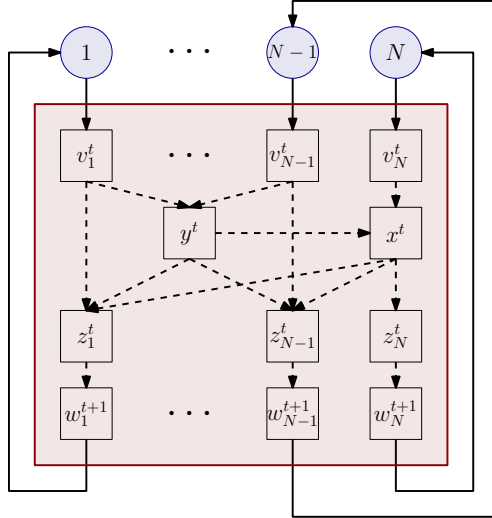 1 ⋯ N − 1 N
v_1^t ⋯ v_{N−1}^t v_N^t
y^t x^t
z_1^t z_{N−1}^t z_N^t
w_1^{t+1} ⋯ w_{N−1}^{t+1} w_N^{t+1}